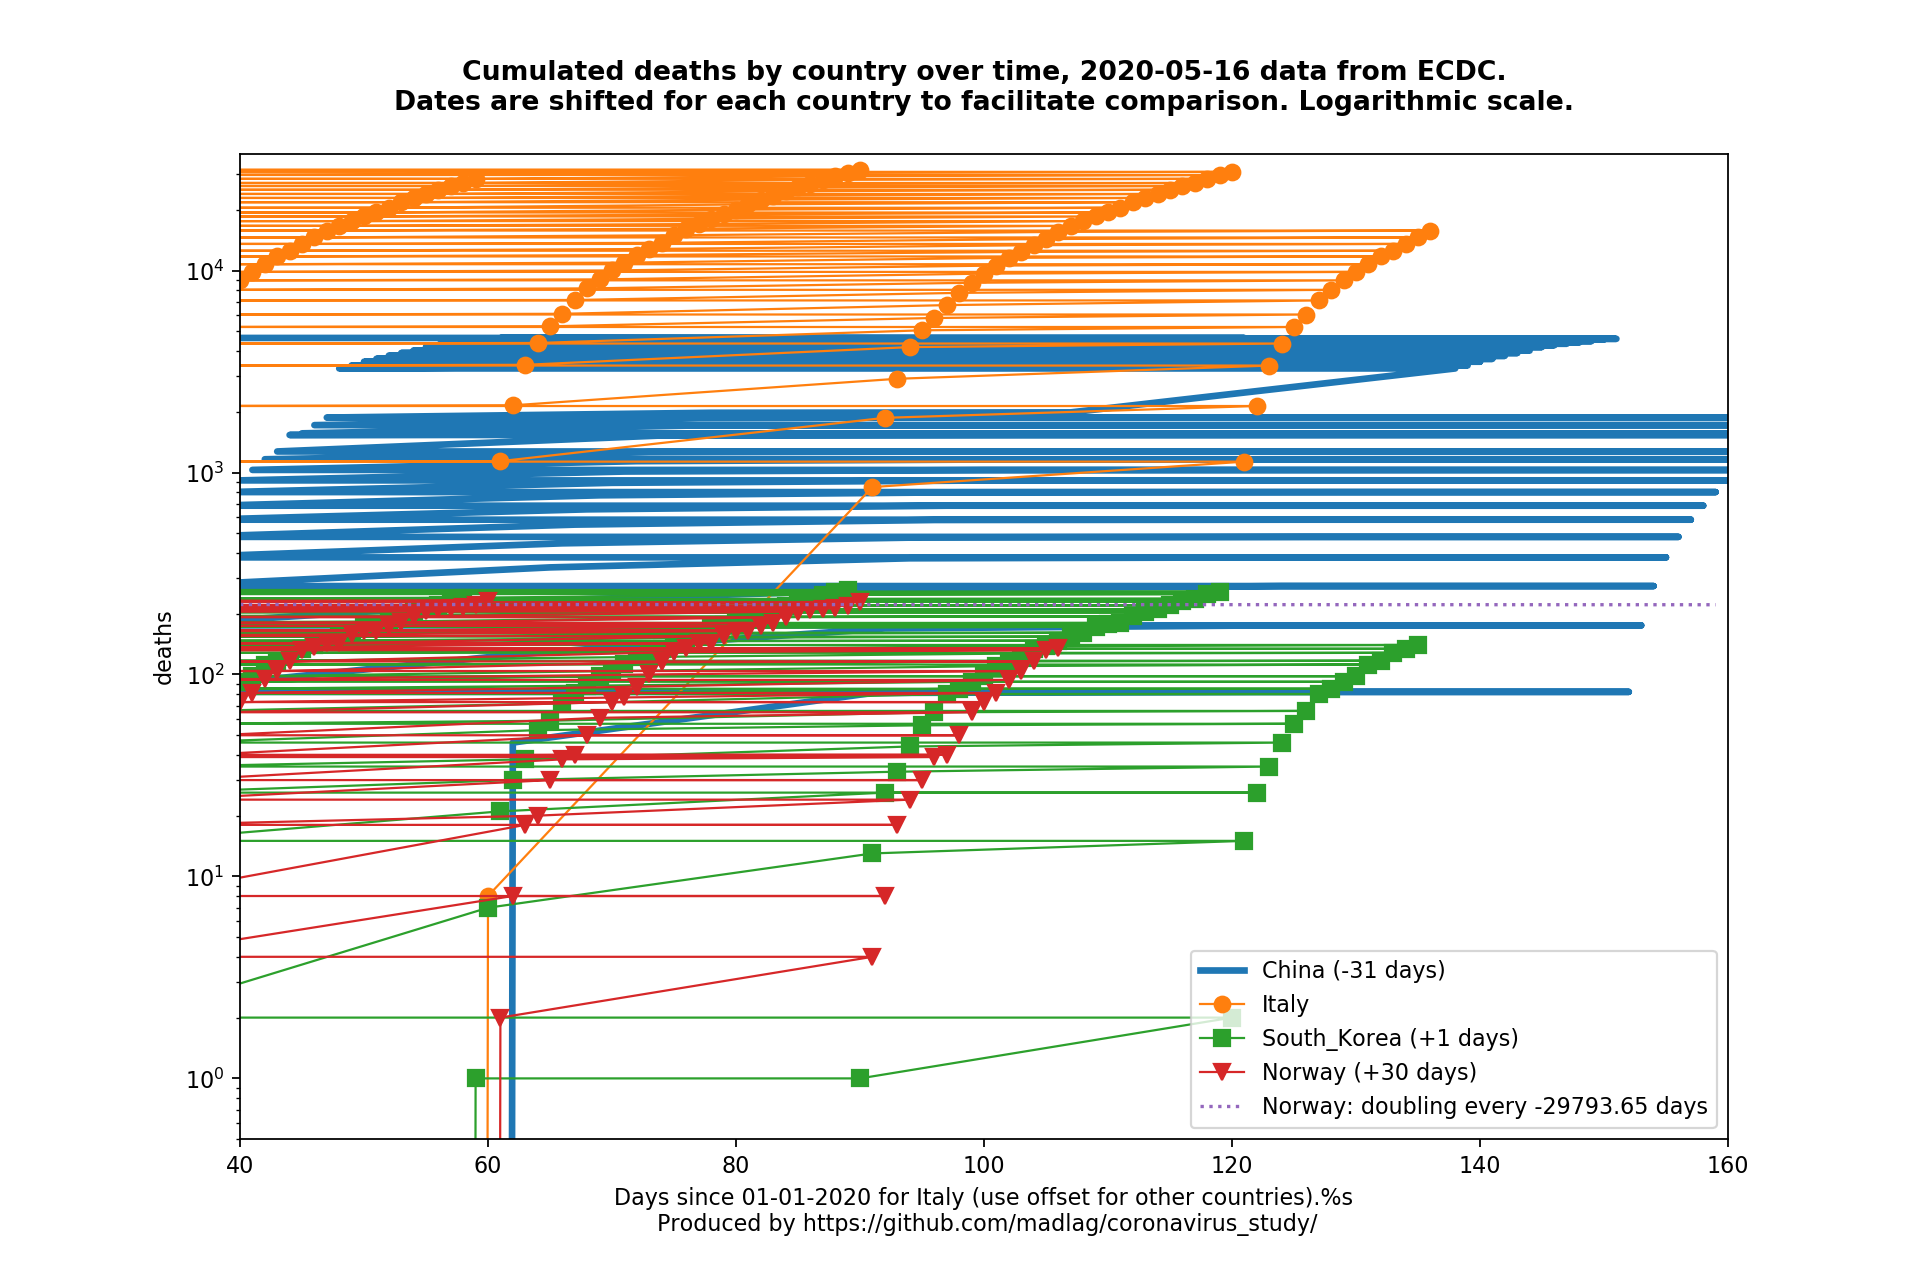 Cumulated deaths by country over time, 2020-05-16 data from ECDC.
Dates are shifted for each country to facilitate comparison. Logarithmic scale.
deaths
10⁴
10³
10²
10¹
10⁰
40 60 80 100 120 140 160
China (-31 days)
Italy
South_Korea (+1 days)
Norway (+30 days)
Norway: doubling every -29793.65 days
Days since 01-01-2020 for Italy (use offset for other countries).%s
Produced by https://github.com/madlag/coronavirus_study/